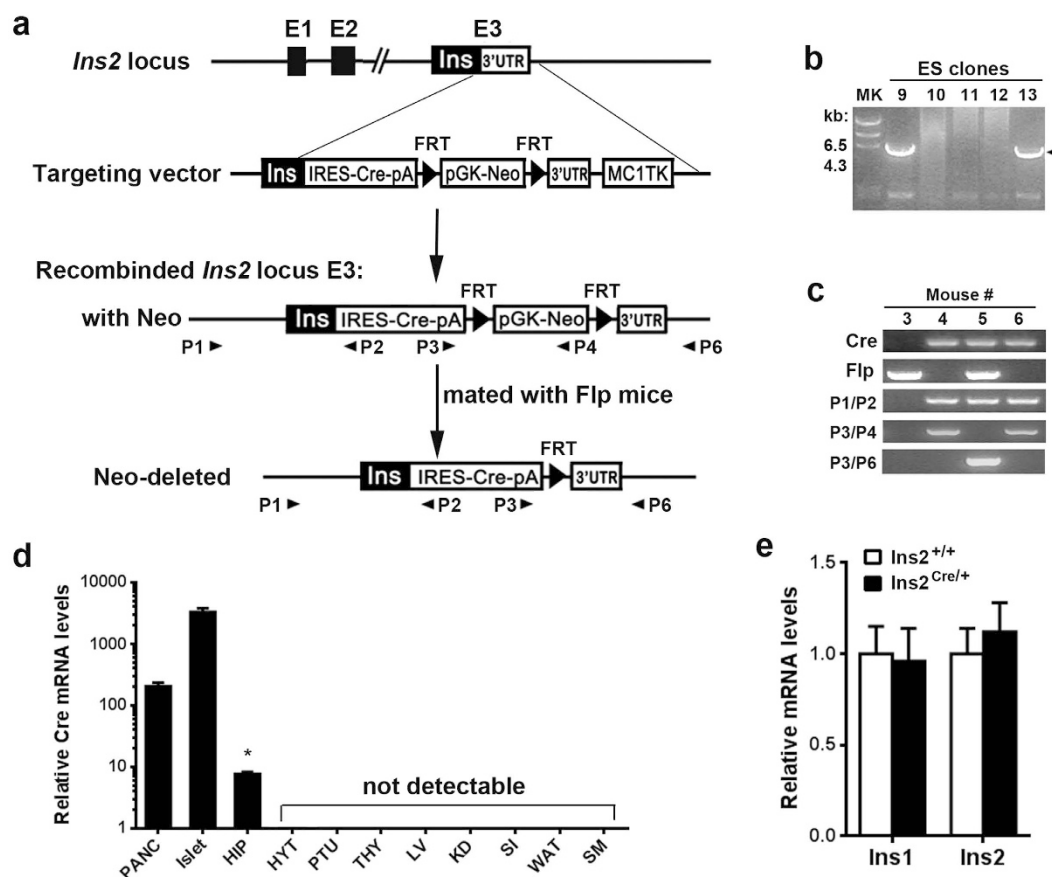 a
E1 E2 E3
Ins2 locus
Ins 3'UTR
FRT FRT
Targeting vector
Ins IRES-Cre-pA pGK-Neo 3'UTR MC1TK
Recombinded Ins2 locus E3:
FRT FRT
with Neo
Ins IRES-Cre-pA pGK-Neo 3'UTR
P1 P2 P3 P4 P6
mated with Flp mice
FRT
Neo-deleted
Ins IRES-Cre-pA 3'UTR
P1 P2 P3 P6
b
ES clones
MK 9 10 11 12 13
kb:
6.5
4.3
c
Mouse #
3 4 5 6
Cre
Flp
P1/P2
P3/P4
P3/P6
d
Relative Cre mRNA levels
10000
1000
100
10
1
*
not detectable
PANC Islet HIP HYT PTU THY LV KD SI WAT SM
e
Relative mRNA levels
1.5
1.0
0.5
0.0
Ins2+/+
Ins2Cre/+
Ins1 Ins2